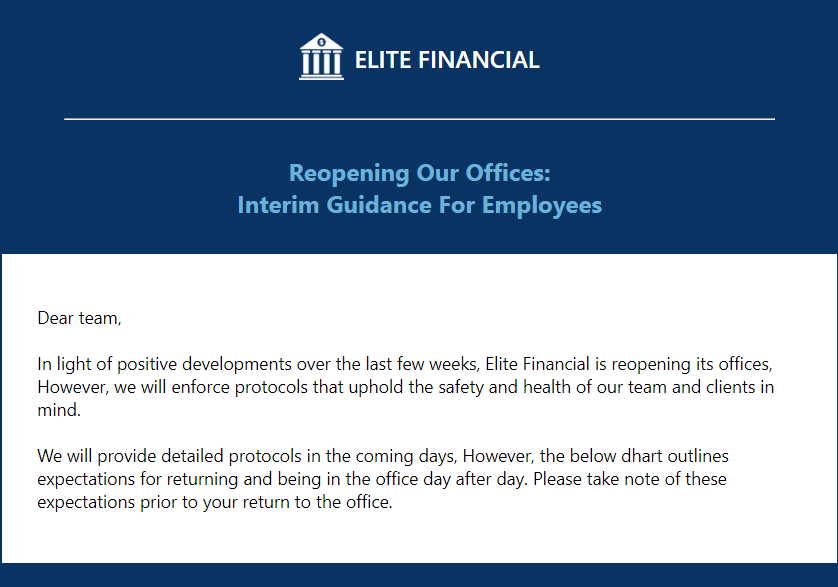 ELITE FINANCIAL
Reopening Our Offices:
Interim Guidance For Employees
Dear team,
In light of positive developments over the last few weeks, Elite Financial is reopening its offices,
However, we will enforce protocols that uphold the safety and health of our team and clients in
mind.
We will provide detailed protocols in the coming days, However, the below dhart outlines
expectations for returning and being in the office day after day. Please take note of these
expectations prior to your return to the office.